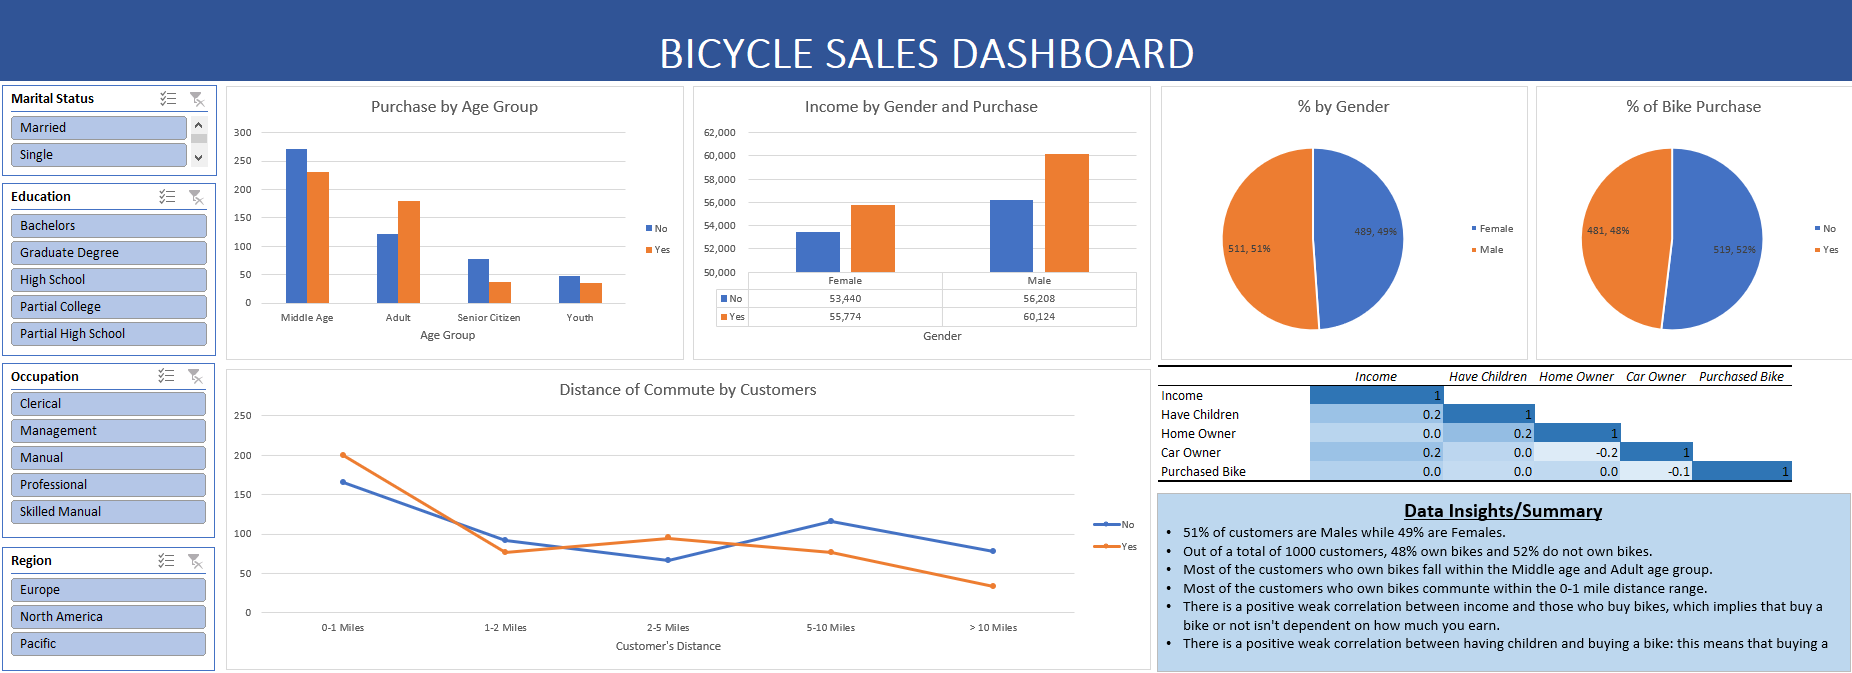 BICYCLE SALES DASHBOARD
Marital Status
Married
Single
Education
Bachelors
Graduate Degree
High School
Partial College
Partial High School
Occupation
Clerical
Management
Manual
Professional
Skilled Manual
Region
Europe
North America
Pacific
Purchase by Age Group
300
250
200
150
100
50
0
Middle Age Adult Senior Citizen Youth
Age Group
No
Yes
Income by Gender and Purchase
62,000
60,000
58,000
56,000
54,000
52,000
50,000
Female Male
No 53,440 56,208
Yes 55,774 60,124
Gender
% by Gender
489, 49%
511, 51%
Female
Male
% of Bike Purchase
481, 48%
519, 52%
No
Yes
Distance of Commute by Customers
250
200
150
100
50
0
0-1 Miles 1-2 Miles 2-5 Miles 5-10 Miles > 10 Miles
Customer's Distance
No
Yes
Income Have Children Home Owner Car Owner Purchased Bike
Income 1
Have Children 0.2 1
Home Owner 0.0 0.2 1
Car Owner 0.2 0.0 -0.2 1
Purchased Bike 0.0 0.0 0.0 -0.1 1
Data Insights/Summary
• 51% of customers are Males while 49% are Females.
• Out of a total of 1000 customers, 48% own bikes and 52% do not own bikes.
• Most of the customers who own bikes fall within the Middle age and Adult age group.
• Most of the customers who own bikes communte within the 0-1 mile distance range.
• There is a positive weak correlation between income and those who buy bikes, which implies that buy a
bike or not isn't dependent on how much you earn.
• There is a positive weak correlation between having children and buying a bike: this means that buying a